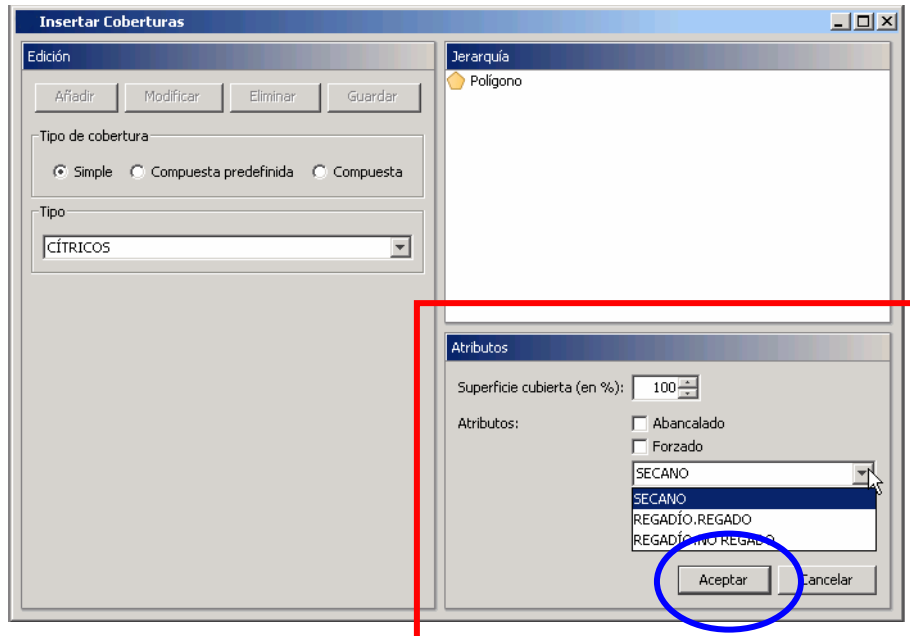 Insertar Coberturas
Edición
Añadir Modificar Eliminar Guardar
Tipo de cobertura
Simple Compuesta predefinida Compuesta
Tipo
CÍTRICOS
Jerarquía
Polígono
Atributos
Superficie cubierta (en %): 100
Atributos: Abancalado
Forzado
SECANO
SECANO
REGADÍO.REGADO
REGADÍO.NO REGADO
Aceptar Cancelar